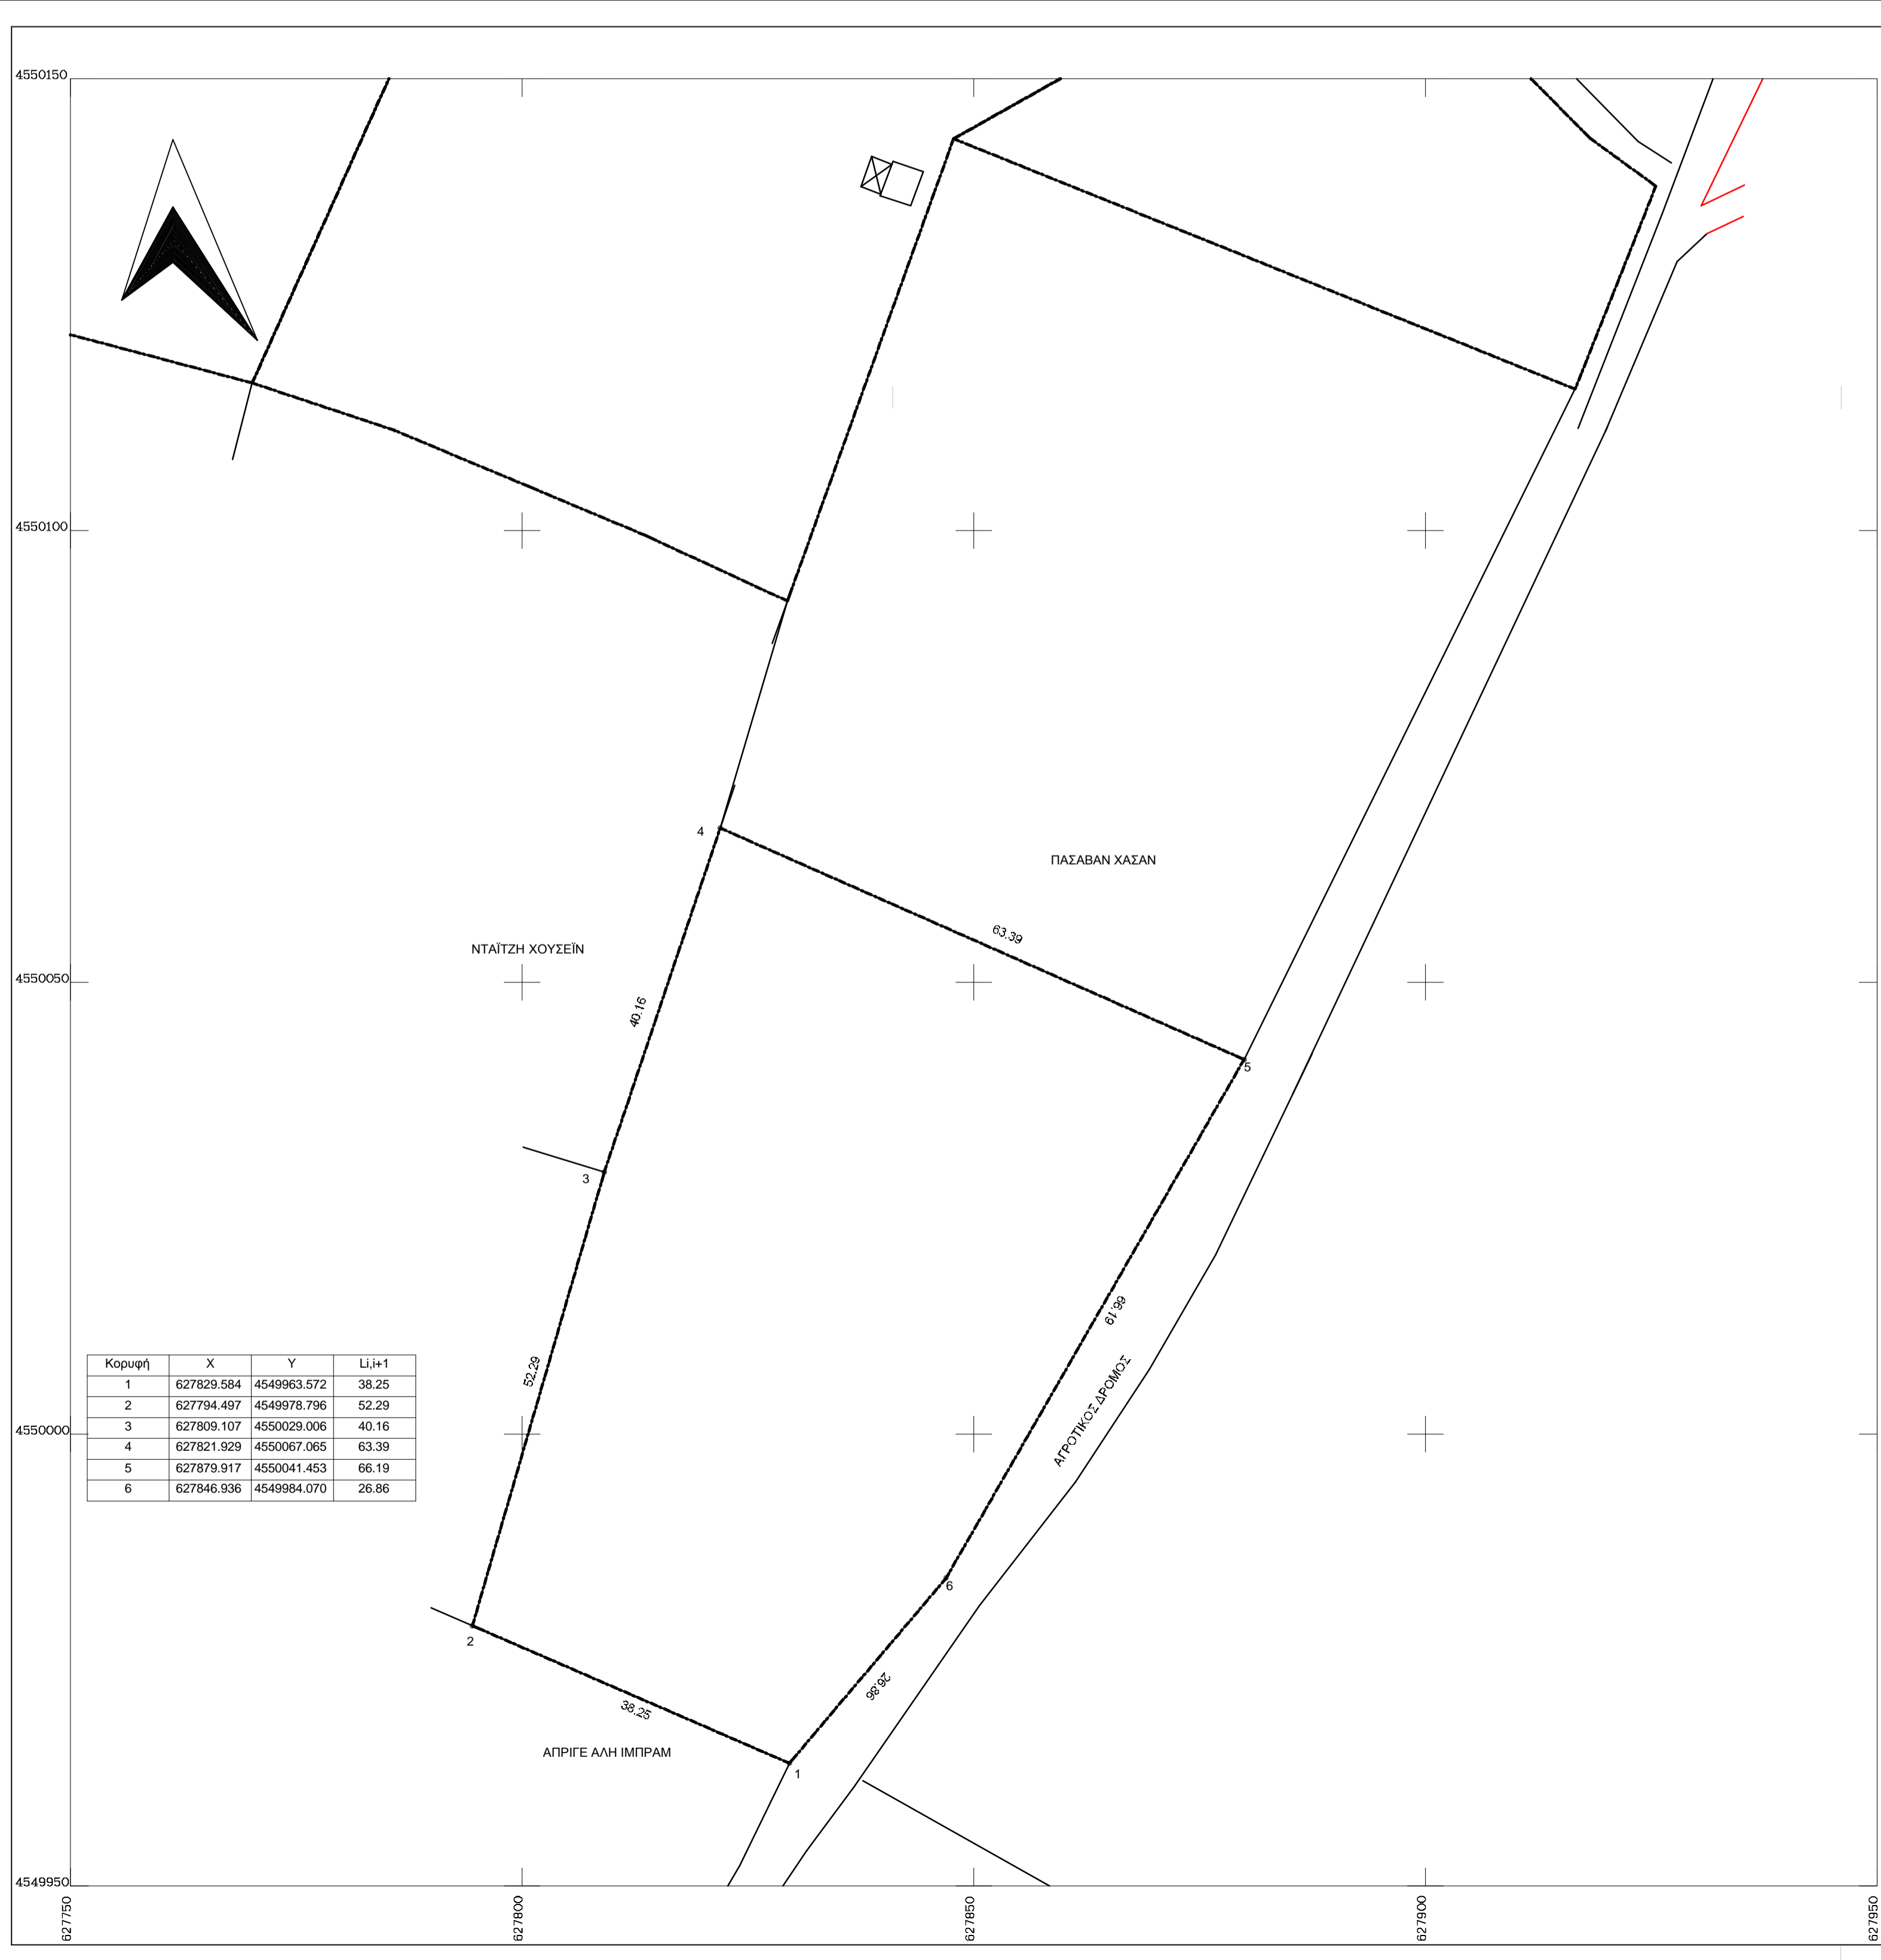 4550150
4550100
4
ΠΑΣΑΒΑΝ ΧΑΣΑΝ
63.39
ΝΤΑΪΤΖΗ ΧΟΥΣΕΪΝ
4550050
40.16
5
3
66.19
52.29
ΑΓΡΟΤΙΚΟΣ ΔΡΟΜΟΣ
Κορυφή X Y Li,i+1
1 627829.584 4549963.572 38.25
2 627794.497 4549978.796 52.29
3 627809.107 4550029.006 40.16
4 627821.929 4550067.065 63.39
5 627879.917 4550041.453 66.19
6 627846.936 4549984.070 26.86
4550000
6
2
26.86
38.25
ΑΠΡΙΓΕ ΑΛΗ ΙΜΠΡΑΜ
1
4549950
627750
627800
627850
627900
627950